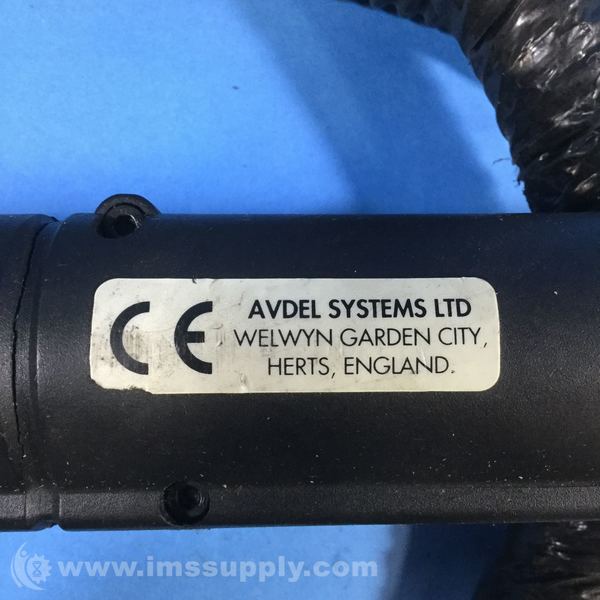 CE
AVDEL SYSTEMS LTD
WELWYN GARDEN CITY,
HERTS, ENGLAND.
www.imssupply.com